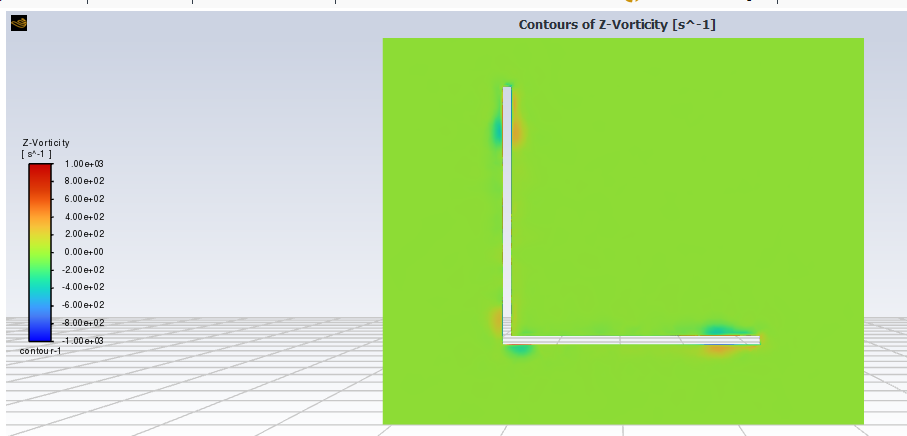 Contours of Z-Vorticity [s^-1]
Z-Vorticity
[ s^-1 ]
1.00e+03
8.00e+02
6.00e+02
4.00e+02
2.00e+02
0.00e+00
-2.00e+02
-4.00e+02
-6.00e+02
-8.00e+02
-1.00e+03
contour-1